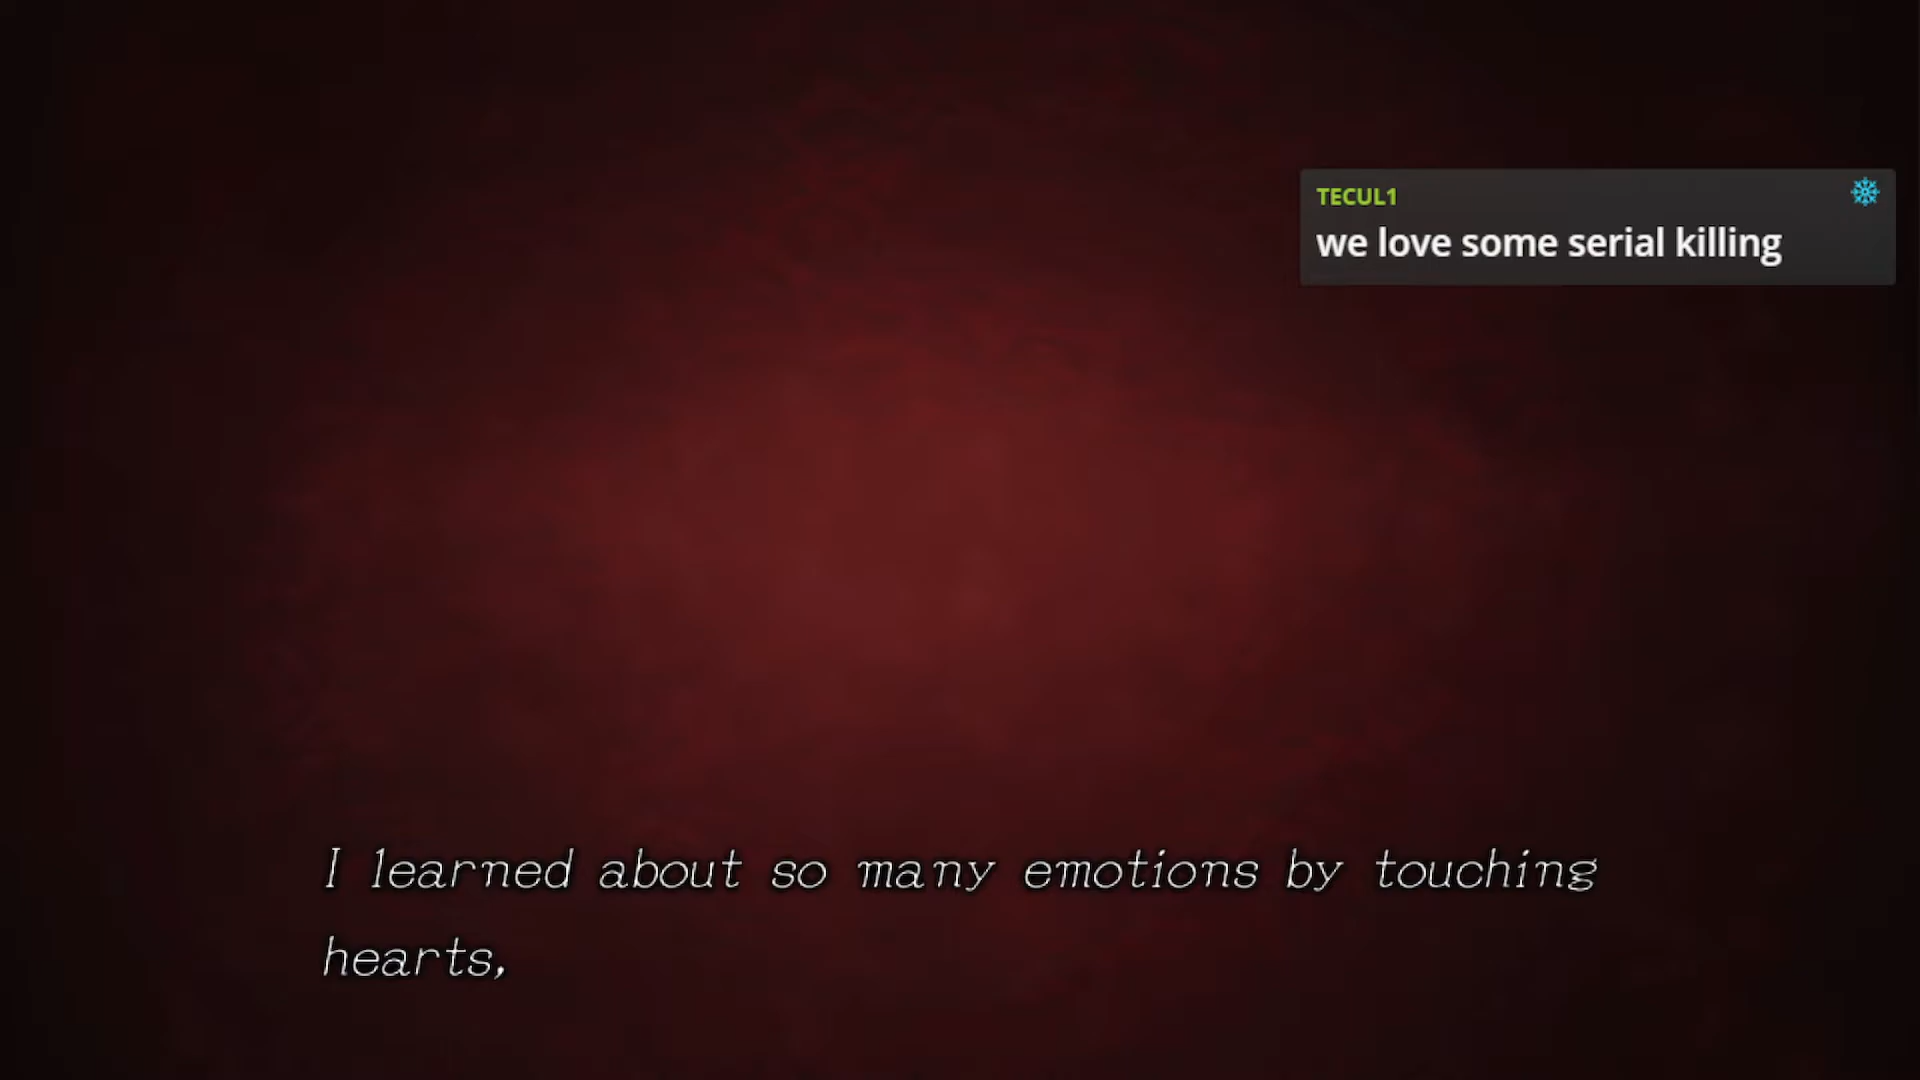 TECUL1
we love some serial killing
I learned about so many emotions by touching
hearts,